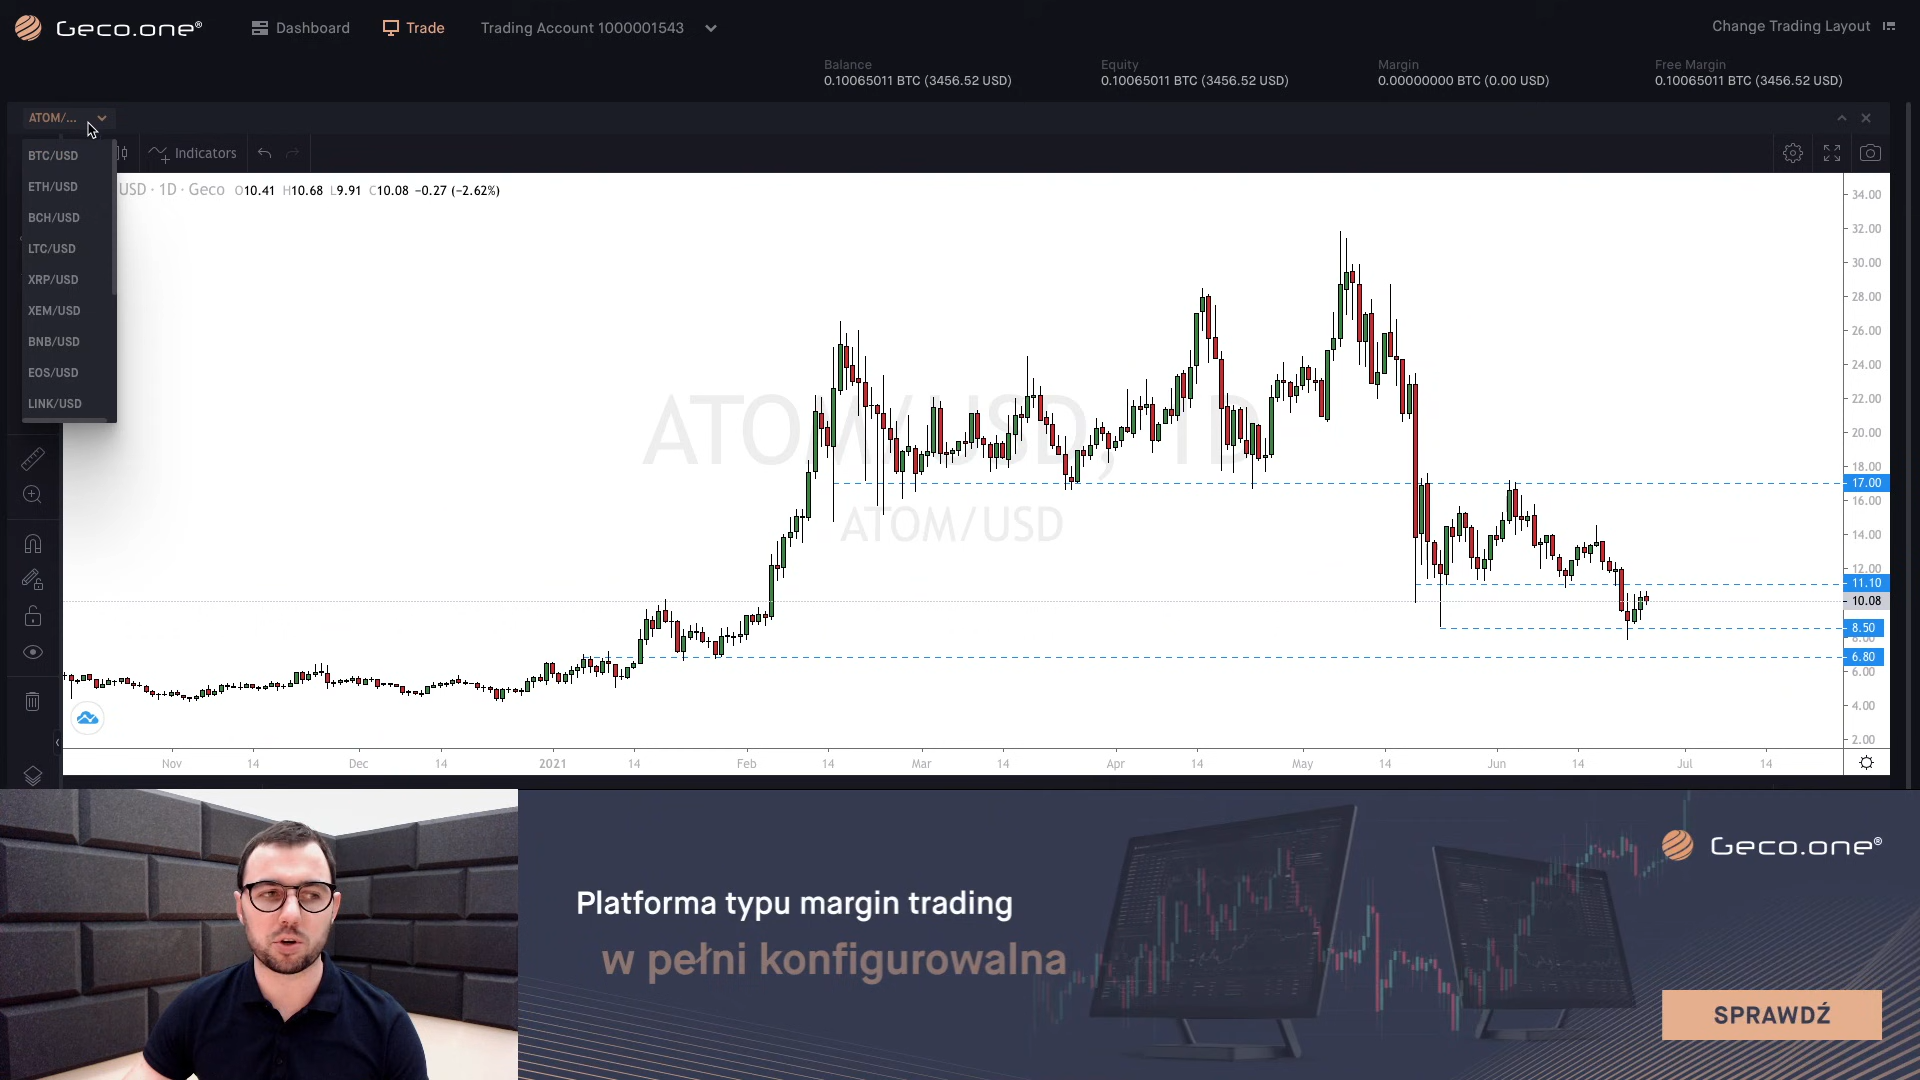 Geco.one®
Dashboard
Trade
Trading Account 1000001543
Change Trading Layout
Balance
0.10065011 BTC (3456.52 USD)
Equity
0.10065011 BTC (3456.52 USD)
Margin
0.00000000 BTC (0.00 USD)
Free Margin
0.10065011 BTC (3456.52 USD)
ATOM/...
BTC/USD
ETH/USD
BCH/USD
LTC/USD
XRP/USD
XEM/USD
BNB/USD
EOS/USD
LINK/USD
Indicators
USD · 1D · Geco O10.41 H10.68 L9.91 C10.08 −0.27 (−2.62%)
ATOM/USD, 1D
ATOM/USD
34.00
32.00
30.00
28.00
26.00
24.00
22.00
20.00
18.00
17.00
16.00
14.00
12.00
11.10
10.08
8.50
8.00
6.80
6.00
4.00
2.00
Nov 14 Dec 14 2021 14 Feb 14 Mar 14 Apr 14 May 14 Jun 14 Jul 14
Geco.one®
Platforma typu margin trading
w pełni konfigurowalna
SPRAWDŹ